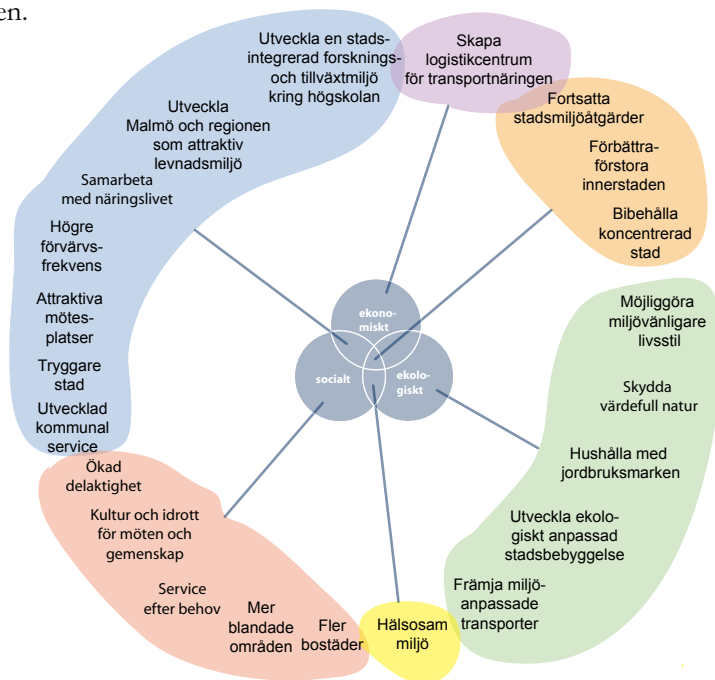 en.
Utveckla en stads-
integrerad forsknings-
och tillväxtmiljö
kring högskolan
Skapa
logistikcentrum
för transportnäringen
Utveckla
Malmö och regionen
som attraktiv
levnadsmiljö
Samarbeta
med näringslivet
Högre
förvärvs-
frekvens
Attraktiva
mötes-
platser
Tryggare
stad
Utvecklad
kommunal
service
Fortsatta
stadsmiljöåtgärder
Förbättra-
förstora
innerstaden
Bibehålla
koncentrerad
stad
ekono-
miskt
socialt
ekolo-
giskt
Möjliggöra
miljövänligare
livsstil
Skydda
värdefull natur
Hushålla med
jordbruksmarken
Utveckla ekolo-
giskt anpassad
stadsbebyggelse
Främja miljö-
anpassade
transporter
Ökad
delaktighet
Kultur och idrott
för möten och
gemenskap
Service
efter behov
Mer
blandade
områden
Fler
bostäder
Hälsosam
miljö